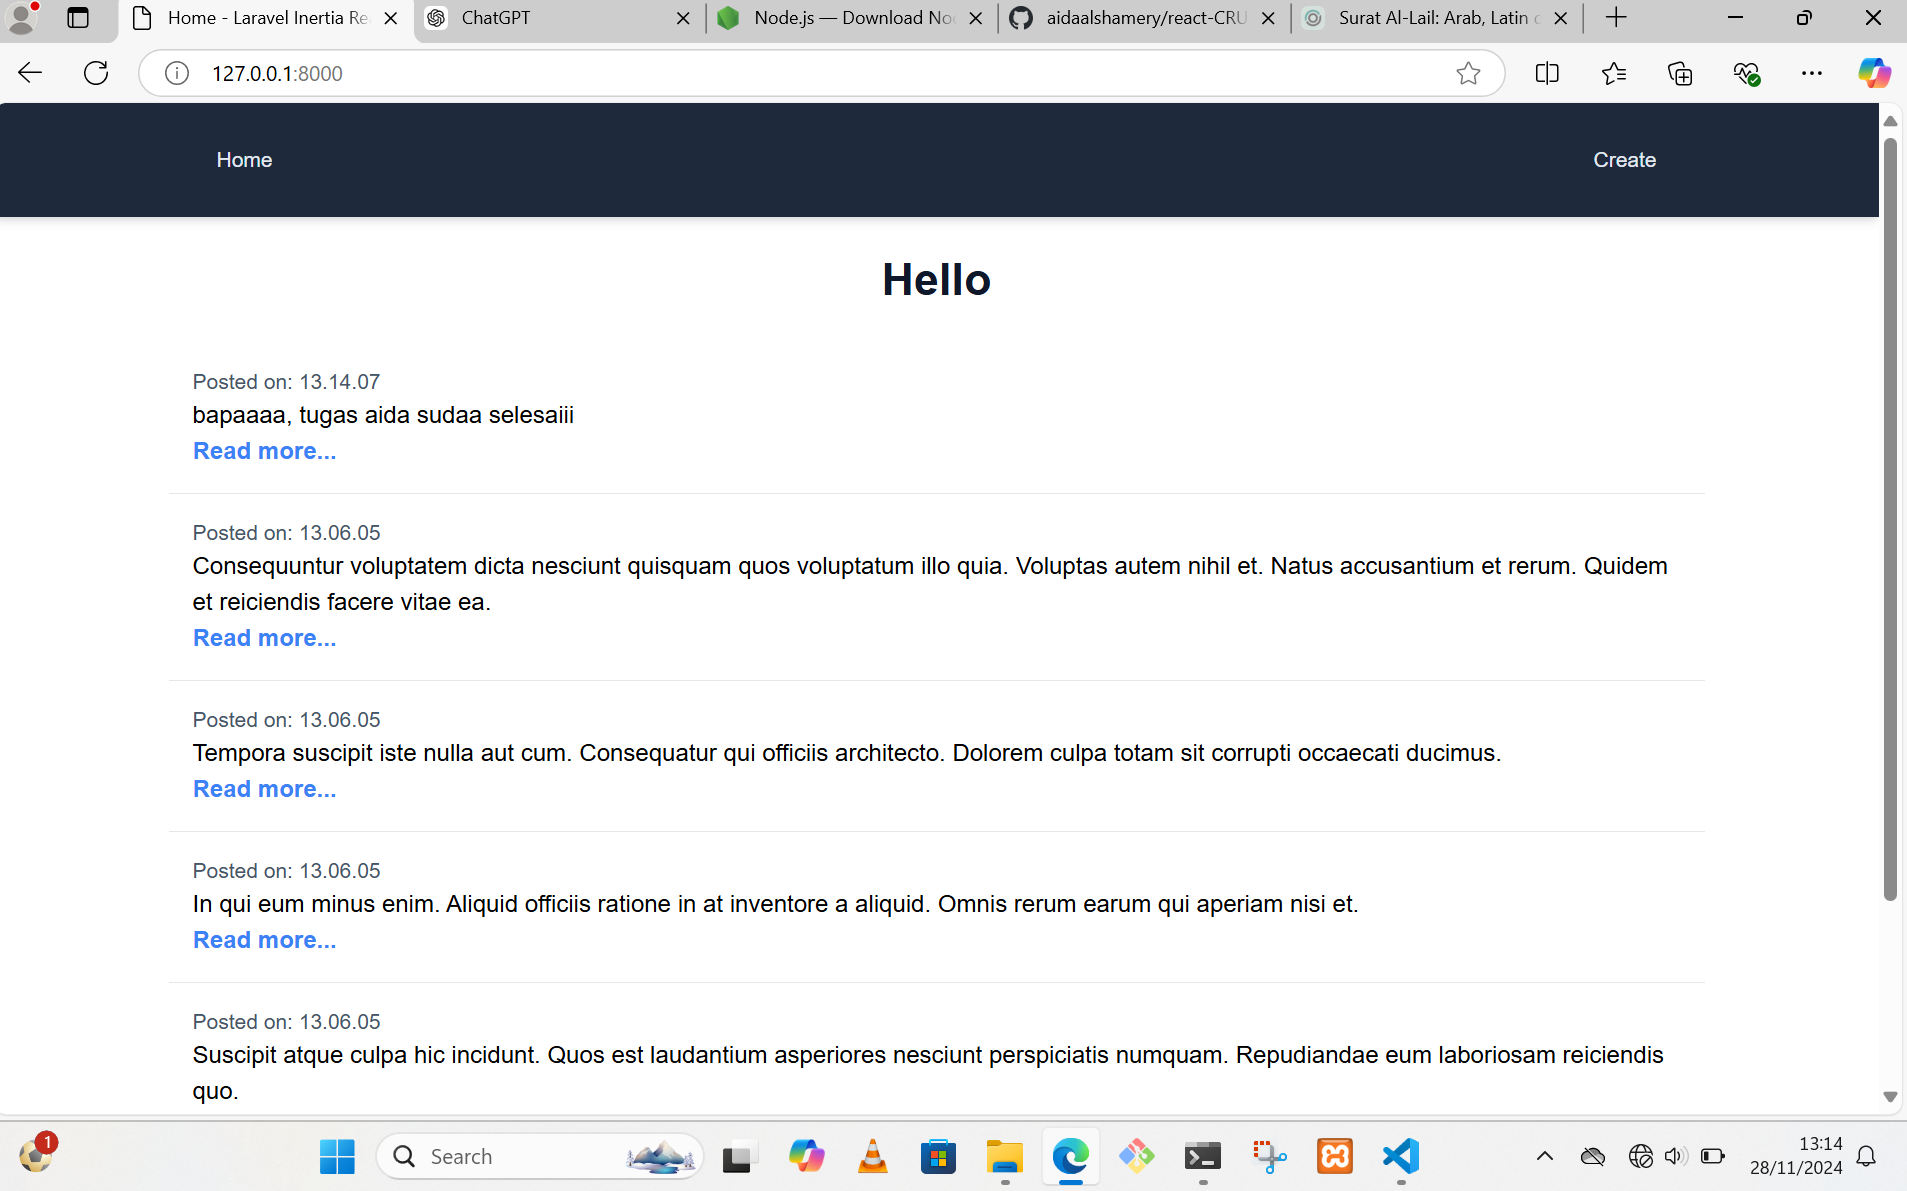 Home - Laravel Inertia Re
ChatGPT
Node.js — Download No
aidaalshamery/react-CRU
Surat Al-Lail: Arab, Latin
127.0.0.1:8000
Home
Create
Hello
Posted on: 13.14.07
bapaaaa, tugas aida sudaa selesaiii
Read more...
Posted on: 13.06.05
Consequuntur voluptatem dicta nesciunt quisquam quos voluptatum illo quia. Voluptas autem nihil et. Natus accusantium et rerum. Quidem
et reiciendis facere vitae ea.
Read more...
Posted on: 13.06.05
Tempora suscipit iste nulla aut cum. Consequatur qui officiis architecto. Dolorem culpa totam sit corrupti occaecati ducimus.
Read more...
Posted on: 13.06.05
In qui eum minus enim. Aliquid officiis ratione in at inventore a aliquid. Omnis rerum earum qui aperiam nisi et.
Read more...
Posted on: 13.06.05
Suscipit atque culpa hic incidunt. Quos est laudantium asperiores nesciunt perspiciatis numquam. Repudiandae eum laboriosam reiciendis
quo.
1
Search
13:14
28/11/2024